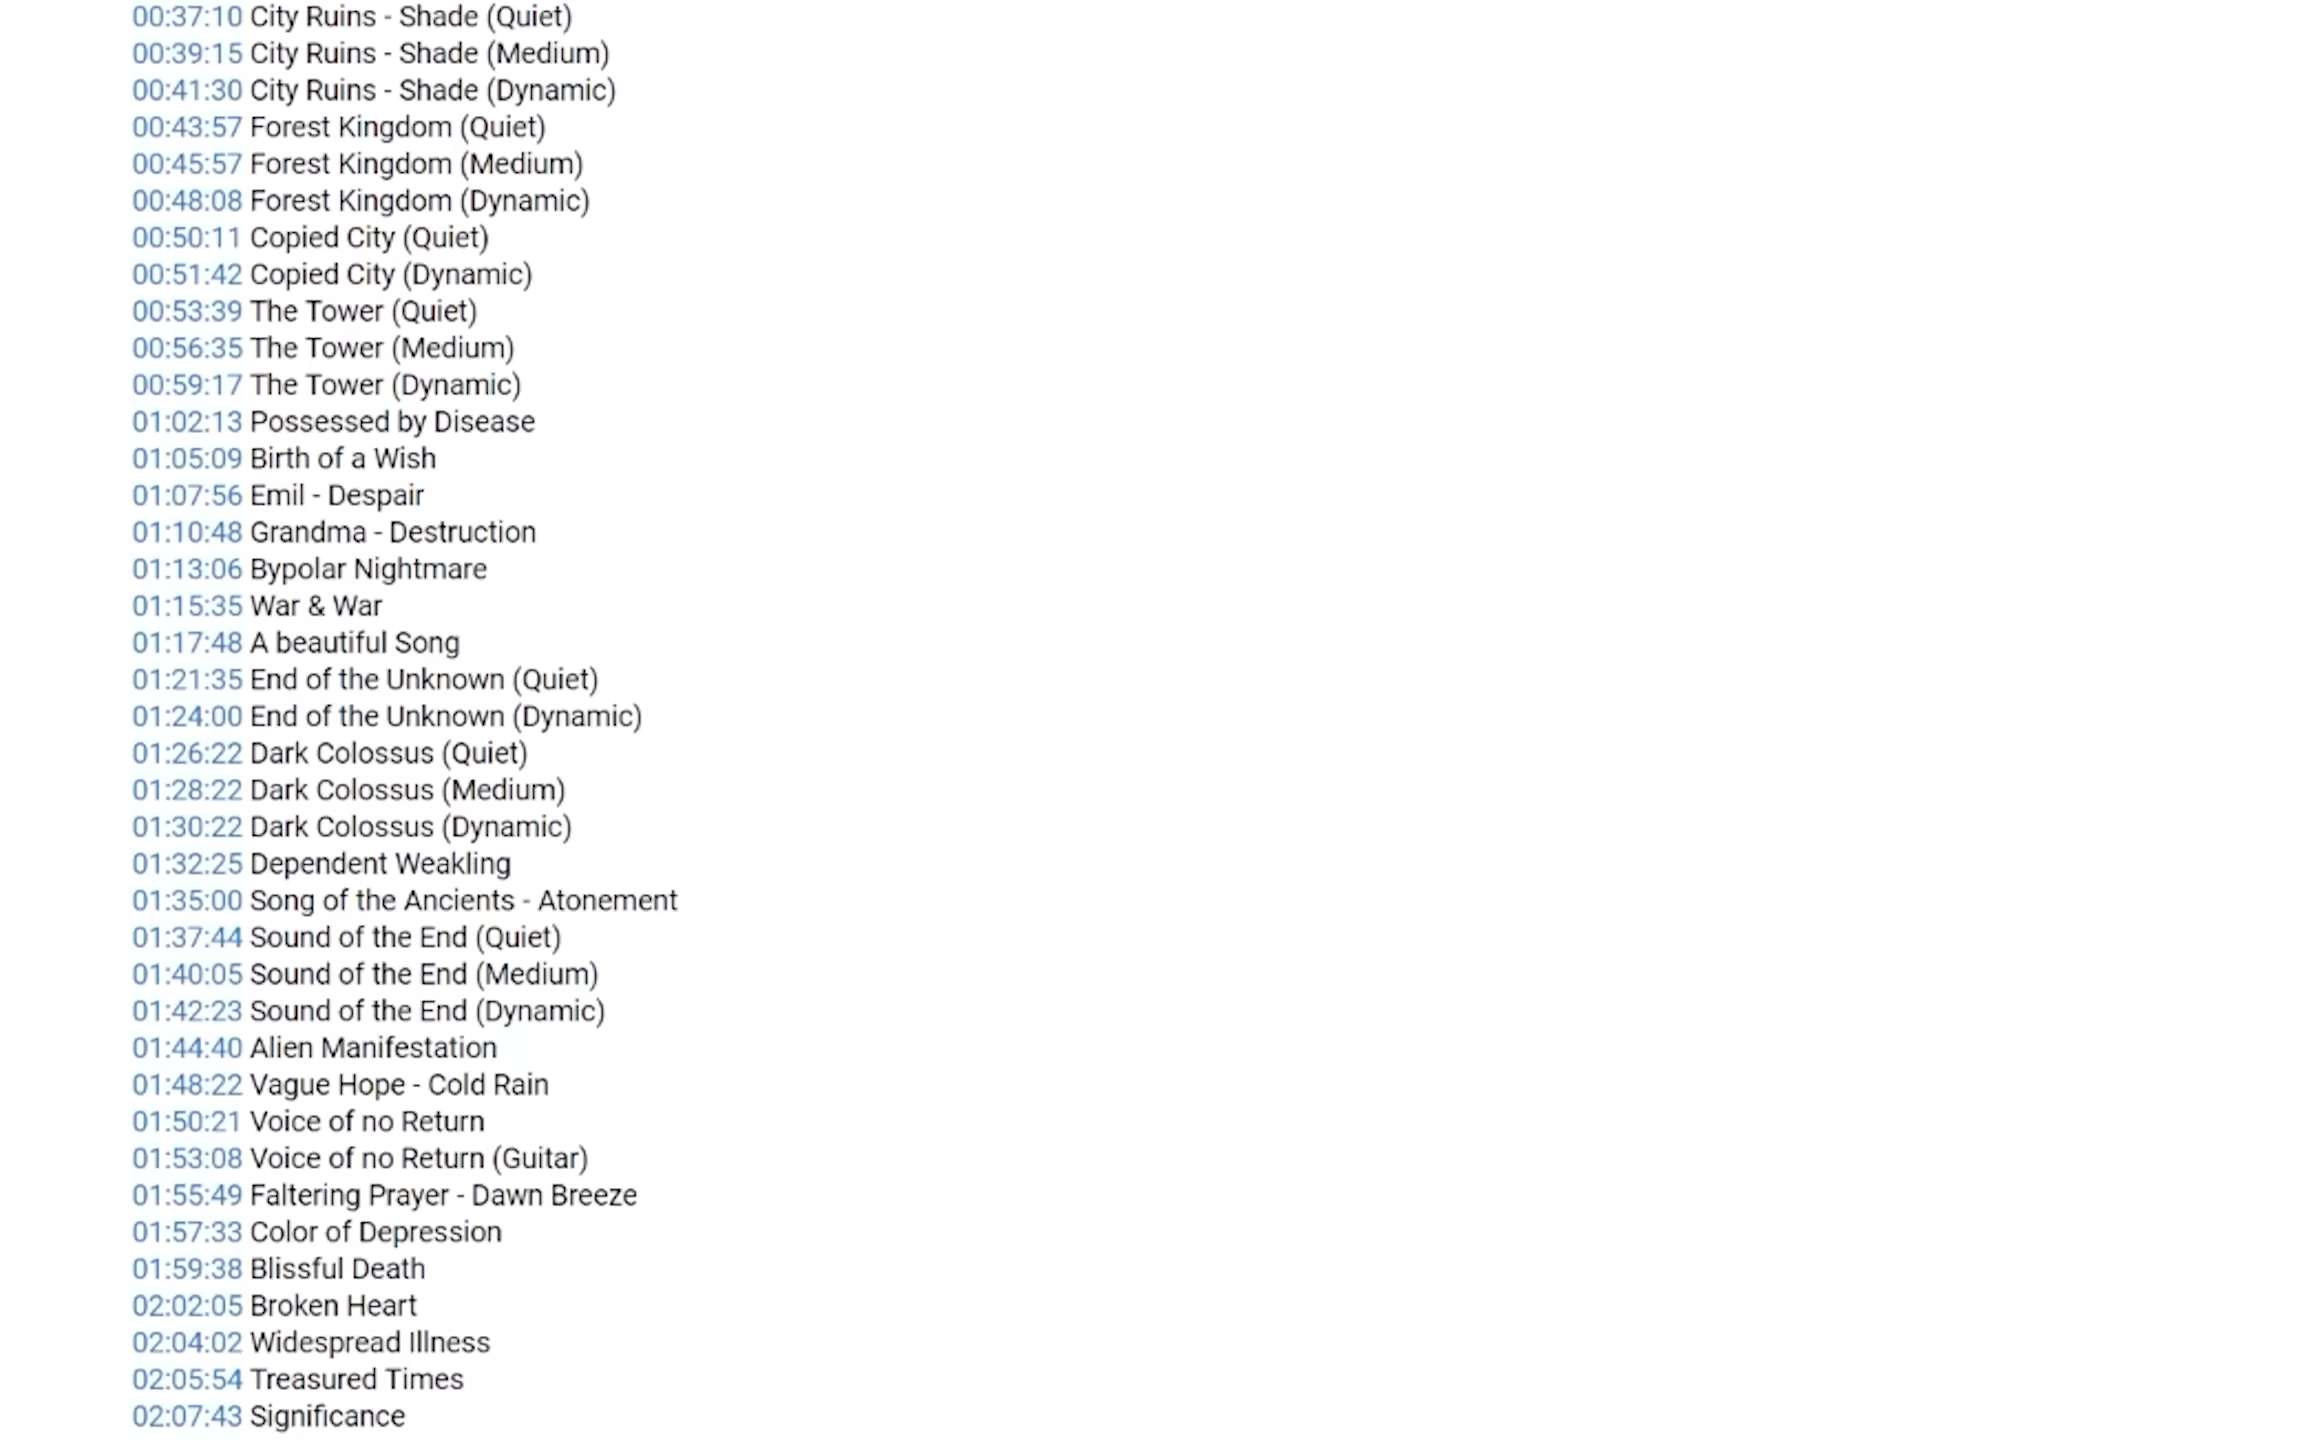 00:37:10 City Ruins - Shade (Quiet)
00:39:15 City Ruins - Shade (Medium)
00:41:30 City Ruins - Shade (Dynamic)
00:43:57 Forest Kingdom (Quiet)
00:45:57 Forest Kingdom (Medium)
00:48:08 Forest Kingdom (Dynamic)
00:50:11 Copied City (Quiet)
00:51:42 Copied City (Dynamic)
00:53:39 The Tower (Quiet)
00:56:35 The Tower (Medium)
00:59:17 The Tower (Dynamic)
01:02:13 Possessed by Disease
01:05:09 Birth of a Wish
01:07:56 Emil - Despair
01:10:48 Grandma - Destruction
01:13:06 Bypolar Nightmare
01:15:35 War & War
01:17:48 A beautiful Song
01:21:35 End of the Unknown (Quiet)
01:24:00 End of the Unknown (Dynamic)
01:26:22 Dark Colossus (Quiet)
01:28:22 Dark Colossus (Medium)
01:30:22 Dark Colossus (Dynamic)
01:32:25 Dependent Weakling
01:35:00 Song of the Ancients - Atonement
01:37:44 Sound of the End (Quiet)
01:40:05 Sound of the End (Medium)
01:42:23 Sound of the End (Dynamic)
01:44:40 Alien Manifestation
01:48:22 Vague Hope - Cold Rain
01:50:21 Voice of no Return
01:53:08 Voice of no Return (Guitar)
01:55:49 Faltering Prayer - Dawn Breeze
01:57:33 Color of Depression
01:59:38 Blissful Death
02:02:05 Broken Heart
02:04:02 Widespread Illness
02:05:54 Treasured Times
02:07:43 Significance